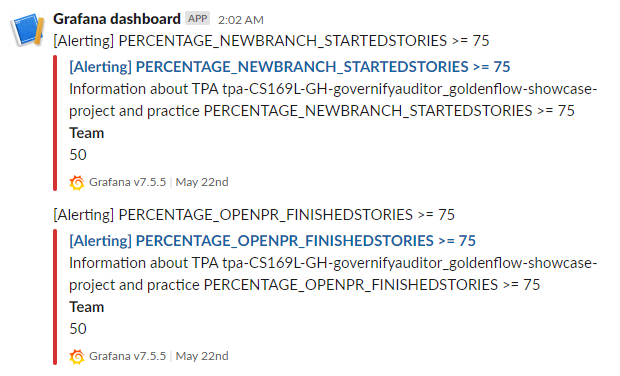 Grafana dashboard APP 2:02 AM
[Alerting] PERCENTAGE_NEWBRANCH_STARTEDSTORIES >= 75
[Alerting] PERCENTAGE_NEWBRANCH_STARTEDSTORIES >= 75
Information about TPA tpa-CS169L-GH-governifyauditor_goldenflow-showcase-
project and practice PERCENTAGE_NEWBRANCH_STARTEDSTORIES >= 75
Team
50
Grafana v7.5.5 | May 22nd
[Alerting] PERCENTAGE_OPENPR_FINISHEDSTORIES >= 75
[Alerting] PERCENTAGE_OPENPR_FINISHEDSTORIES >= 75
Information about TPA tpa-CS169L-GH-governifyauditor_goldenflow-showcase-
project and practice PERCENTAGE_OPENPR_FINISHEDSTORIES >= 75
Team
50
Grafana v7.5.5 | May 22nd